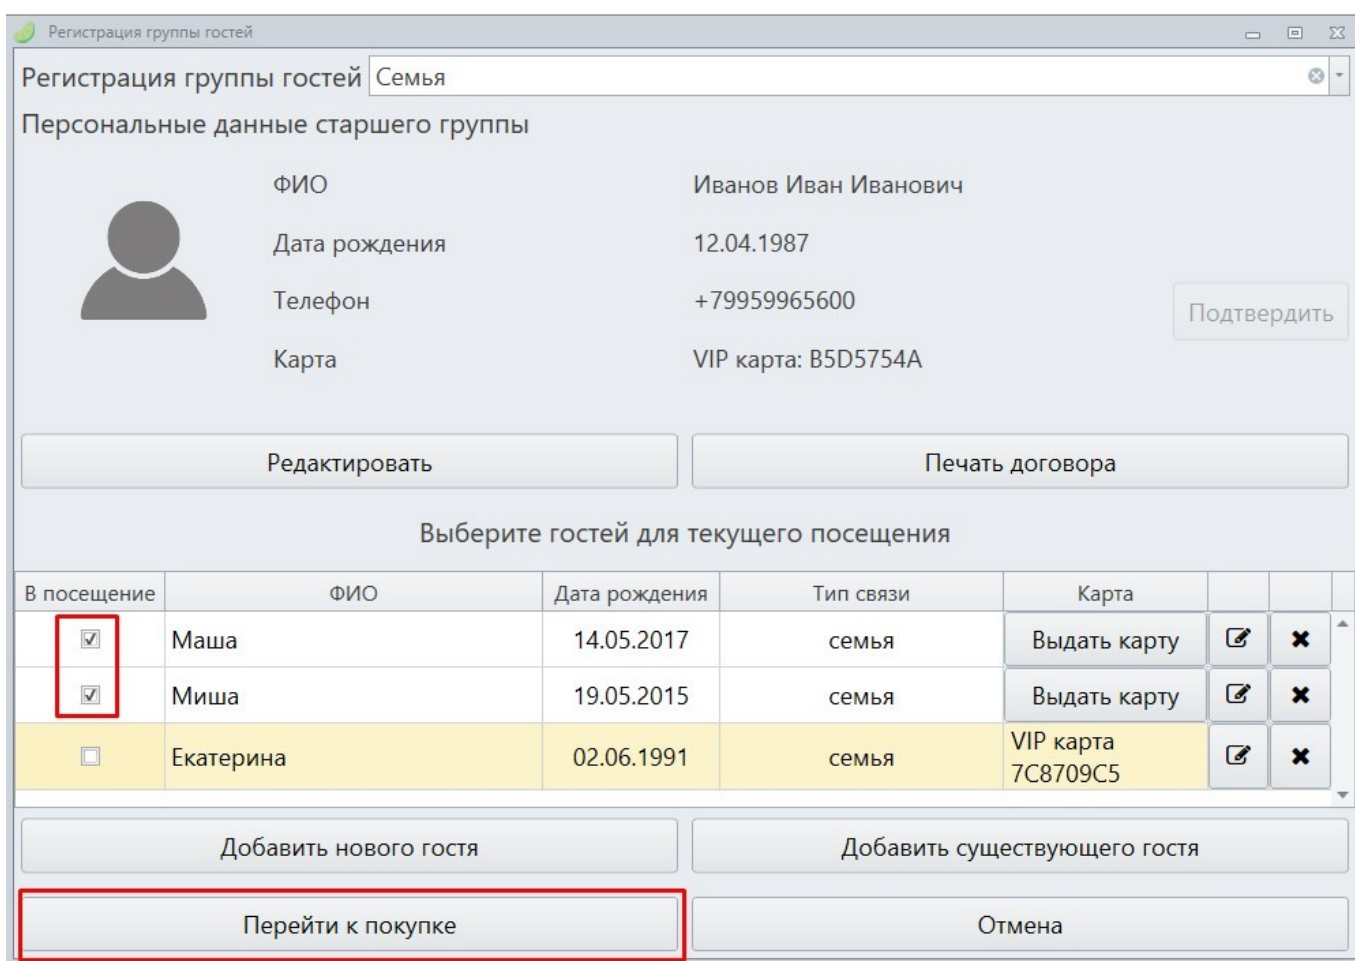 Регистрация группы гостей
Регистрация группы гостей Семья
Персональные данные старшего группы
ФИО Иванов Иван Иванович
Дата рождения 12.04.1987
Телефон +79959965600
Подтвердить
Карта VIP карта: B5D5754A
Редактировать Печать договора
Выберите гостей для текущего посещения
В посещение ФИО Дата рождения Тип связи Карта
Маша 14.05.2017 семья Выдать карту
Миша 19.05.2015 семья Выдать карту
Екатерина 02.06.1991 семья VIP карта
7C8709C5
Добавить нового гостя Добавить существующего гостя
Перейти к покупке Отмена